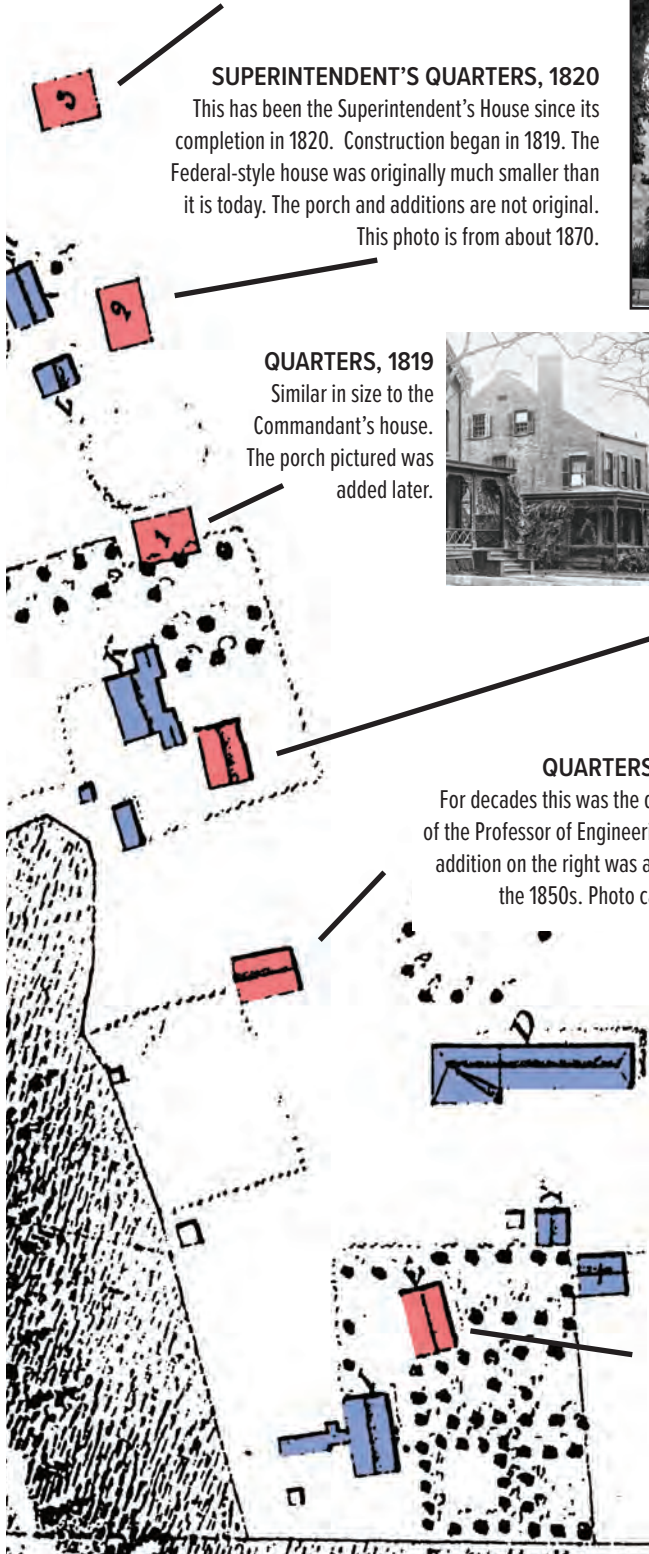 SUPERINTENDENT'S QUARTERS, 1820
This has been the Superintendent's House since its
completion in 1820. Construction began in 1819. The
Federal-style house was originally much smaller than
it is today. The porch and additions are not original.
This photo is from about 1870.
QUARTERS, 1819
Similar in size to the
Commandant's house.
The porch pictured was
added later.
1
QUARTERS
For decades this was the
of the Professor of
addition on the right was
the 1850s. Photo
D